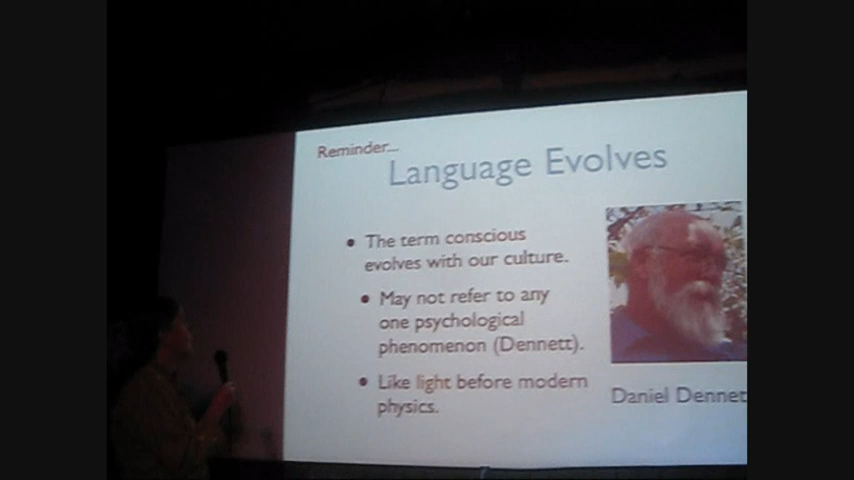 Reminder...
Language Evolves
• The term conscious
evolves with our culture.
• May not refer to any
one psychological
phenomenon (Dennett).
• Like light before modern
physics.
Daniel Dennet